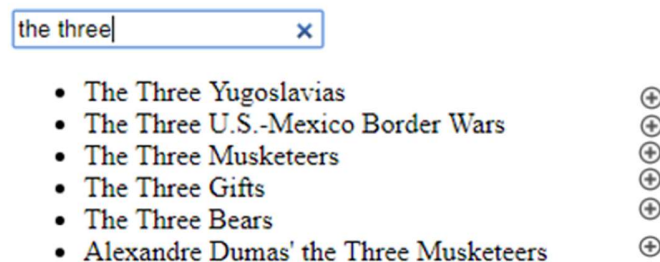 the three
The Three Yugoslavias
The Three U.S.-Mexico Border Wars
The Three Musketeers
The Three Gifts
The Three Bears
Alexandre Dumas' the Three Musketeers